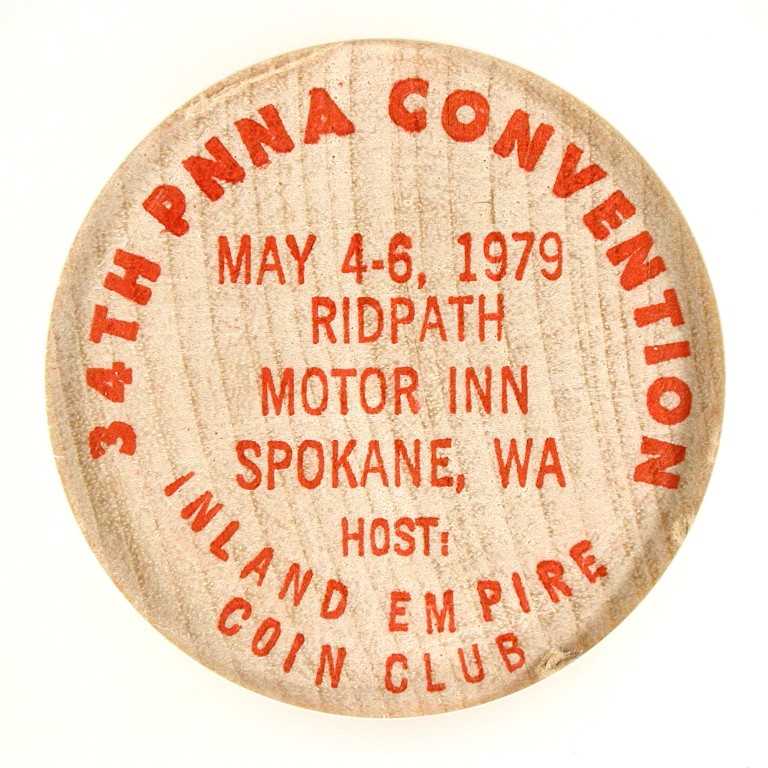 34TH PNNA CONVENTION
MAY 4-6, 1979
RIDPATH
MOTOR INN
SPOKANE, WA
HOST:
INLAND EMPIRE
COIN CLUB